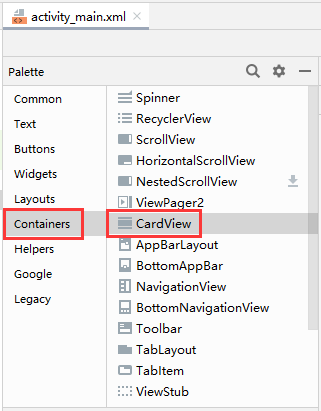 activity_main.xml
Palette
Common
Text
Buttons
Widgets
Layouts
Containers
Helpers
Google
Legacy
Spinner
RecyclerView
ScrollView
HorizontalScrollView
NestedScrollView
ViewPager2
CardView
AppBarLayout
BottomAppBar
NavigationView
BottomNavigationView
Toolbar
TabLayout
TabItem
ViewStub